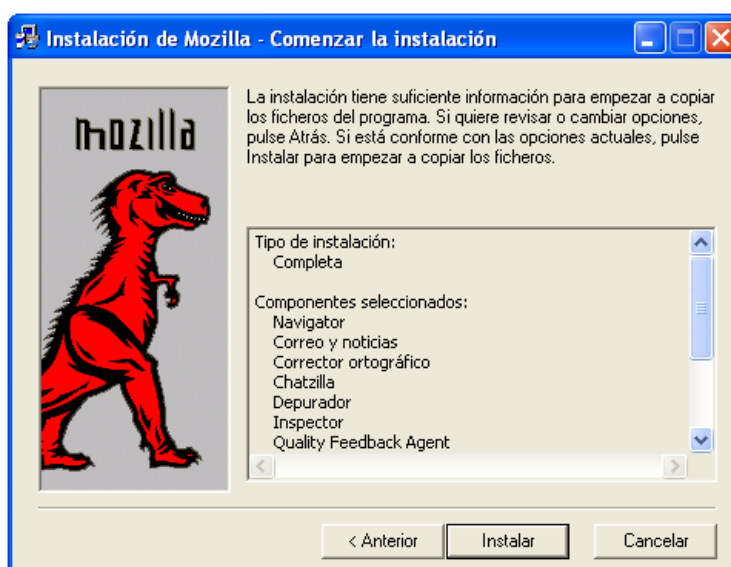 Instalación de Mozilla - Comenzar la instalación
mozilla
La instalación tiene suficiente información para empezar a copiar
los ficheros del programa. Si quiere revisar o cambiar opciones,
pulse Atrás. Si está conforme con las opciones actuales, pulse
Instalar para empezar a copiar los ficheros.
Tipo de instalación:
Completa
Componentes seleccionados:
Navigator
Correo y noticias
Corrector ortográfico
Chatzilla
Depurador
Inspector
Quality Feedback Agent
< Anterior
Instalar
Cancelar